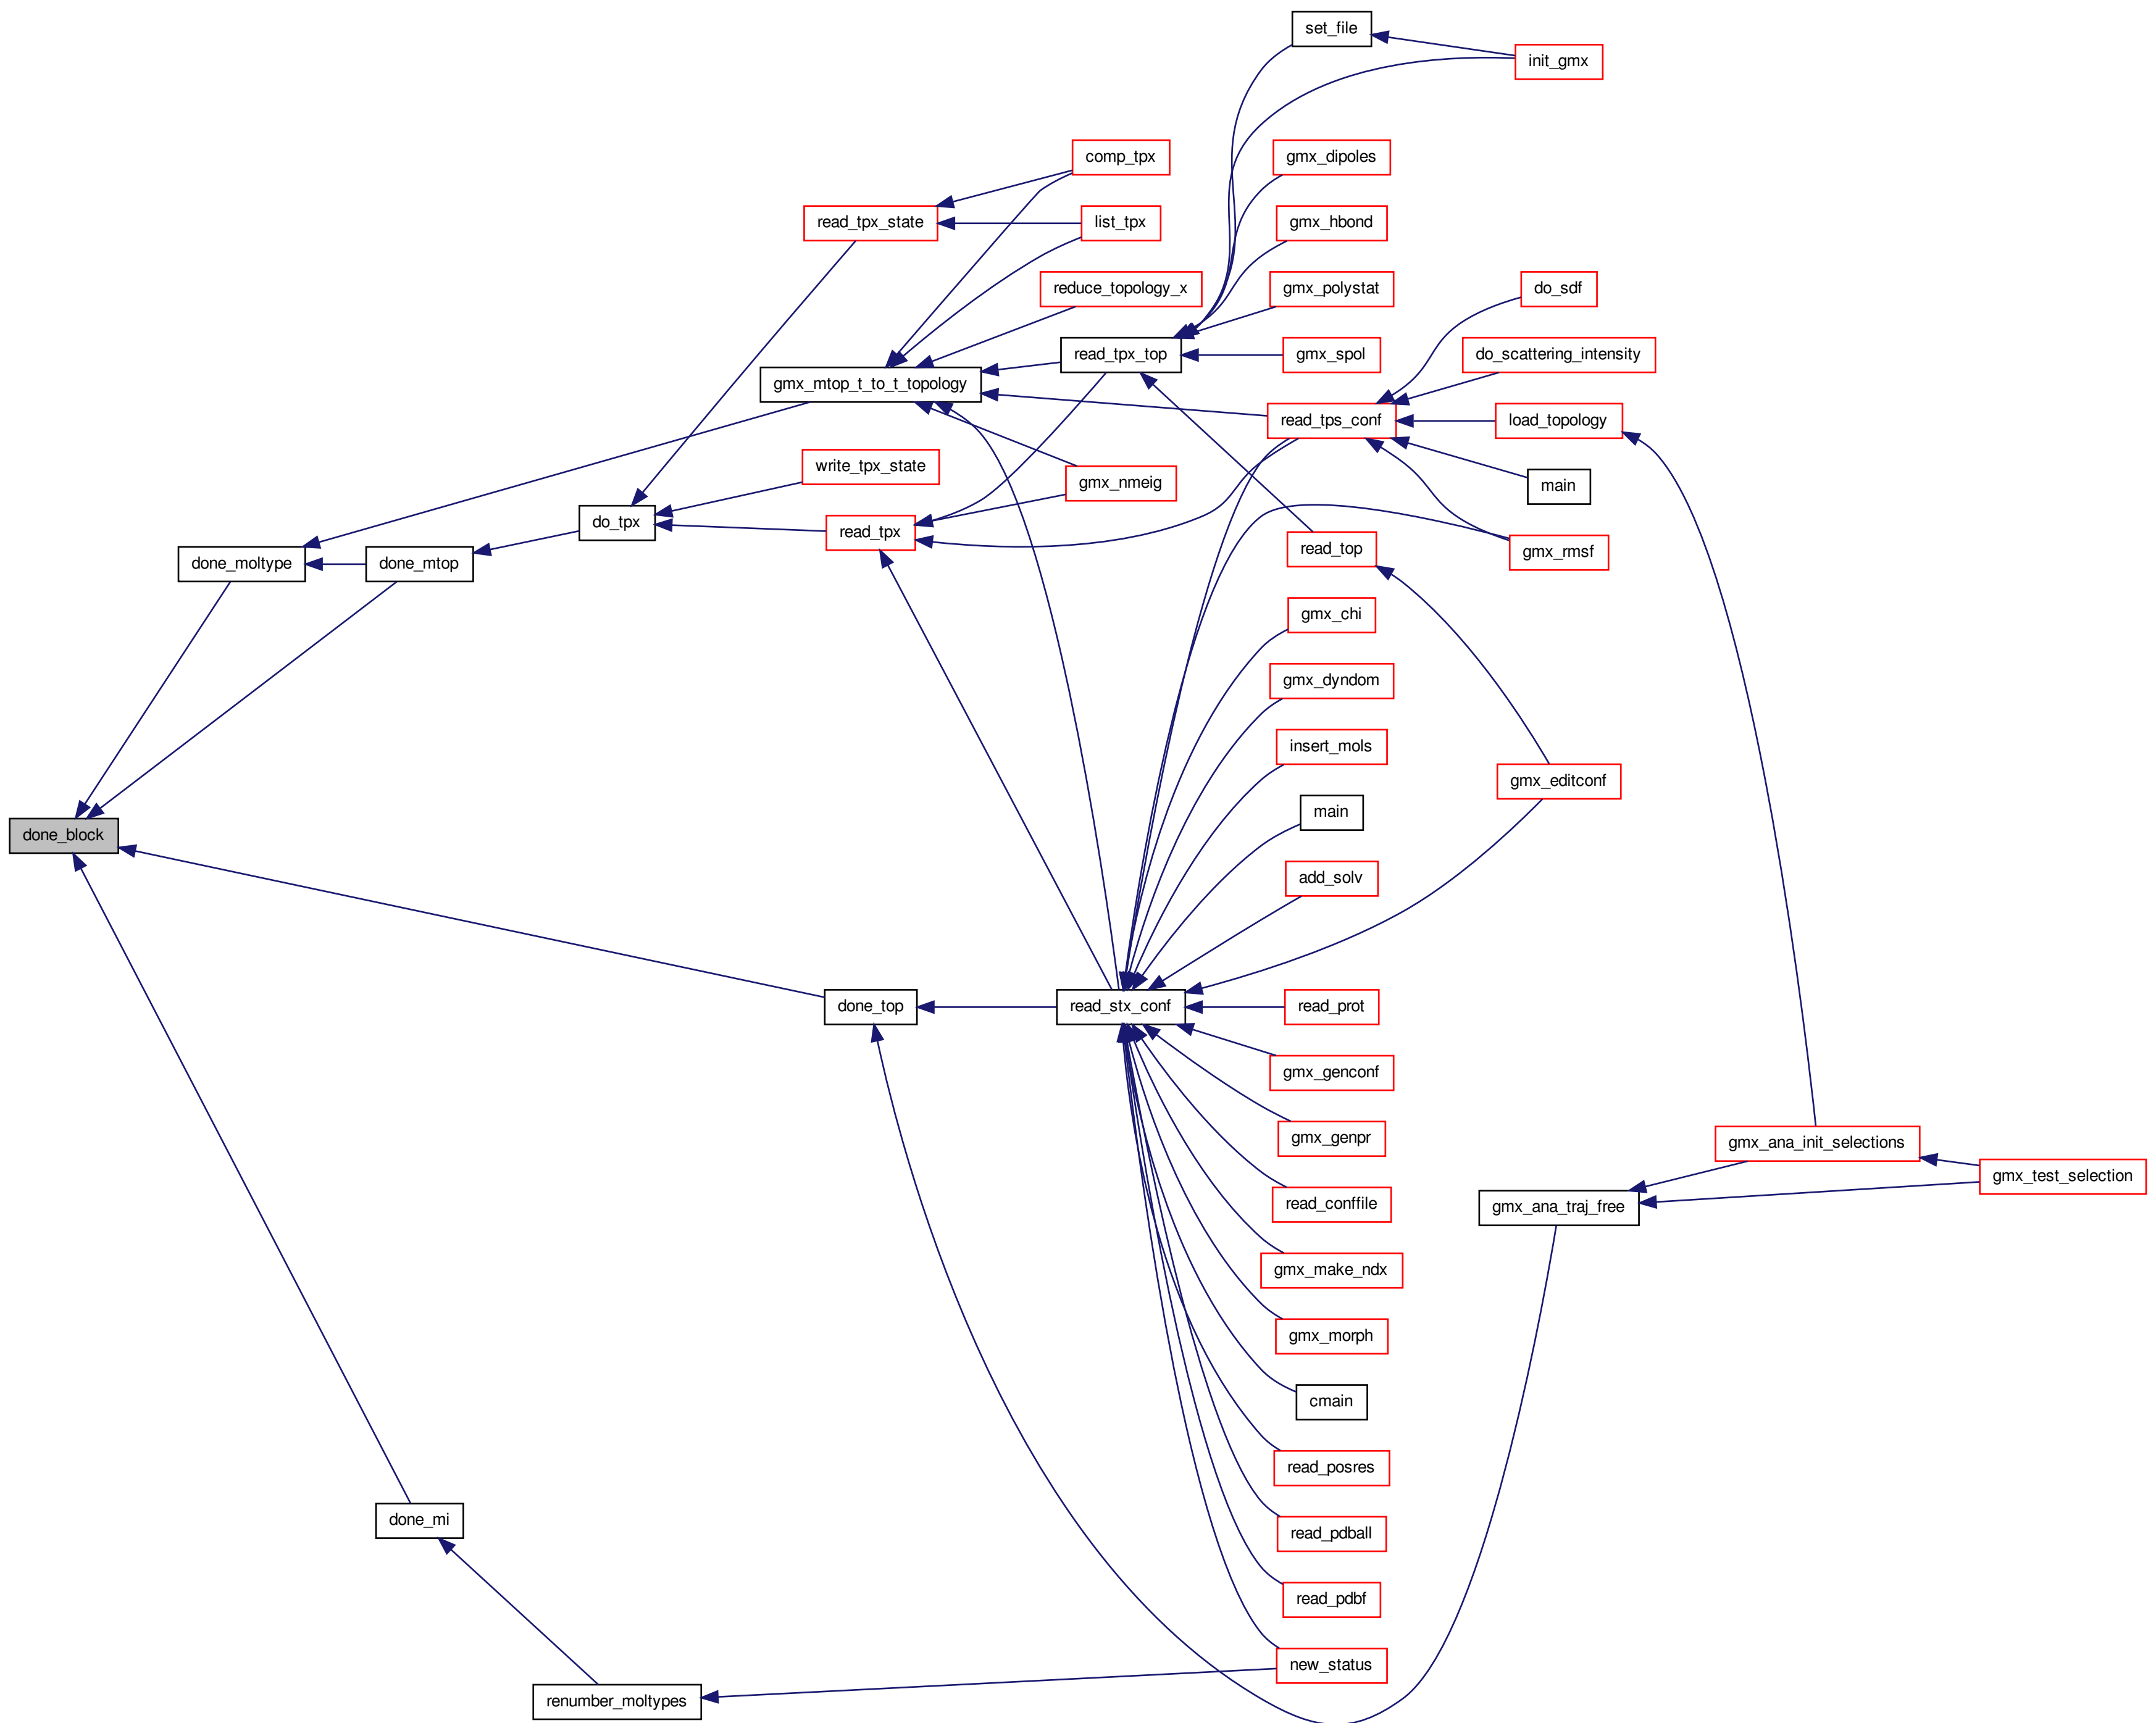 set_file
init_gmx
comp_tpx
gmx_dipoles
read_tpx_state
list_tpx
gmx_hbond
reduce_topology_x
gmx_polystat
do_sdf
read_tpx_top
gmx_spol
do_scattering_intensity
gmx_mtop_t_to_t_topology
read_tps_conf
load_topology
write_tpx_state
gmx_nmeig
main
do_tpx
read_tpx
read_top
gmx_rmsf
done_moltype
done_mtop
gmx_chi
gmx_dyndom
insert_mols
gmx_editconf
main
done_block
add_solv
done_top
read_stx_conf
read_prot
gmx_genconf
gmx_genpr
gmx_ana_init_selections
gmx_test_selection
read_conffile
gmx_ana_traj_free
gmx_make_ndx
gmx_morph
cmain
read_posres
done_mi
read_pdball
read_pdbf
new_status
renumber_moltypes